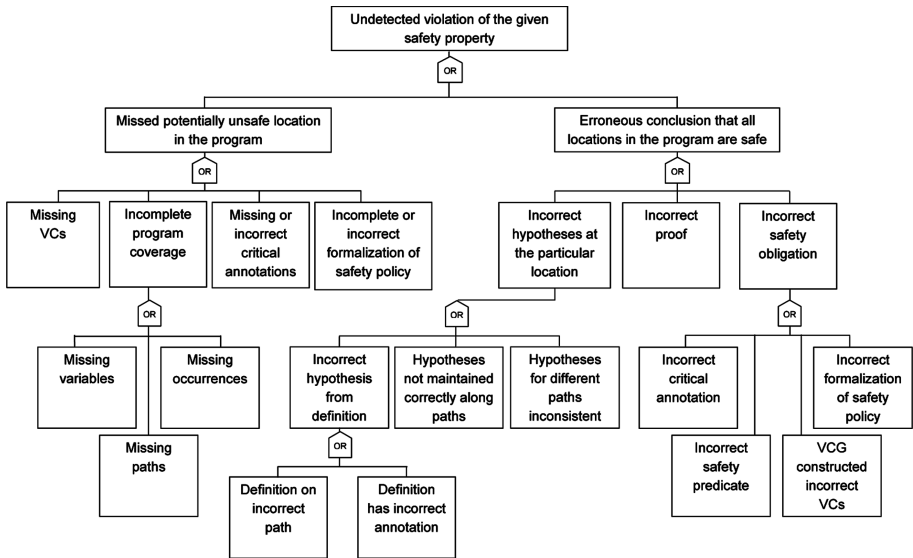 Undetected violation of the given
safety property
OR
Missed potentially unsafe location
in the program
Erroneous conclusion that all
locations in the program are safe
OR
OR
Missing
VCs
Incomplete
program
coverage
Missing or
incorrect
critical
annotations
Incomplete or
incorrect
formalization of
safety policy
Incorrect
hypotheses at
the particular
location
Incorrect
proof
Incorrect
safety
obligation
OR
OR
OR
Missing
variables
Missing
occurrences
Missing
paths
Incorrect
hypothesis
from
definition
Hypotheses
not maintained
correctly along
paths
Hypotheses
for different
paths
inconsistent
Incorrect
critical
annotation
Incorrect
formalization
of safety
policy
OR
Incorrect
safety
predicate
VCG
constructed
incorrect
VCs
Definition on
incorrect
path
Definition
has incorrect
annotation